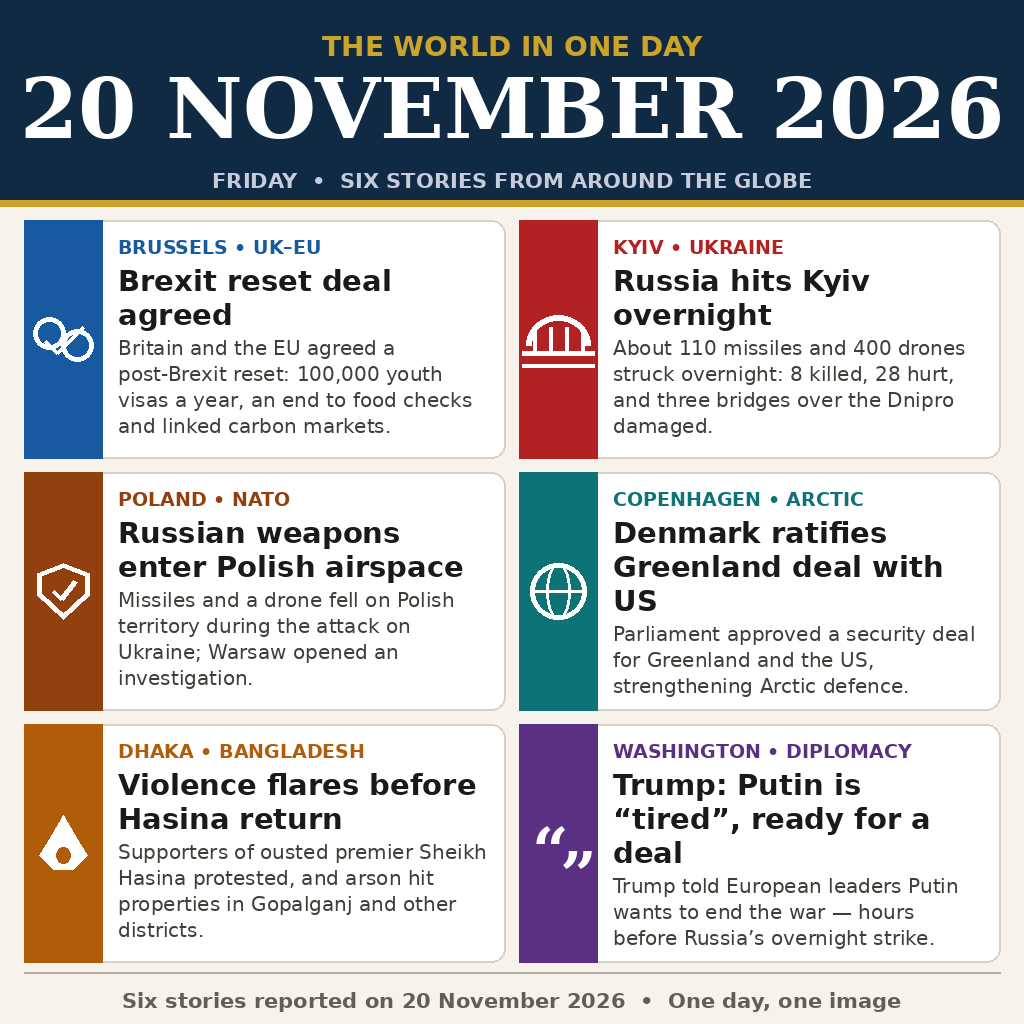 THE WORLD IN ONE DAY
20 NOVEMBER 2026
FRIDAY • SIX STORIES FROM AROUND THE GLOBE
BRUSSELS • UK–EU
Brexit reset deal
agreed
Britain and the EU agreed a
post-Brexit reset: 100,000 youth
visas a year, an end to food checks
and linked carbon markets.
KYIV • UKRAINE
Russia hits Kyiv
overnight
About 110 missiles and 400 drones
struck overnight: 8 killed, 28 hurt,
and three bridges over the Dnipro
damaged.
POLAND • NATO
Russian weapons
enter Polish airspace
Missiles and a drone fell on Polish
territory during the attack on
Ukraine; Warsaw opened an
investigation.
COPENHAGEN • ARCTIC
Denmark ratifies
Greenland deal with
US
Parliament approved a security deal
for Greenland and the US,
strengthening Arctic defence.
DHAKA • BANGLADESH
Violence flares before
Hasina return
Supporters of ousted premier Sheikh
Hasina protested, and arson hit
properties in Gopalganj and other
districts.
WASHINGTON • DIPLOMACY
Trump: Putin is
“tired”, ready for a
deal
Trump told European leaders Putin
wants to end the war — hours
before Russia’s overnight strike.
Six stories reported on 20 November 2026 • One day, one image